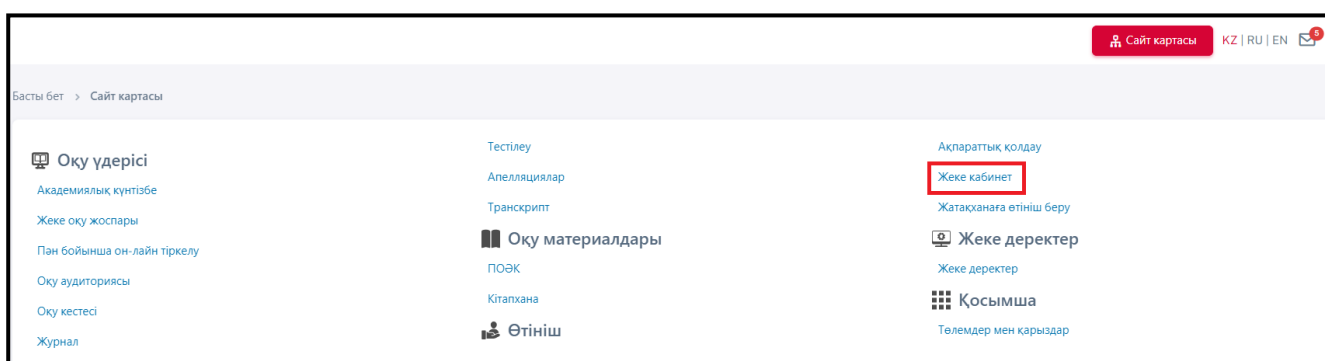 Сайт картасы KZ | RU | EN 5
Басты бет > Сайт картасы
Оқу үдерісі
Академиялық күнтізбе
Жеке оқу жоспары
Пән бойынша он-лайн тіркелу
Оқу аудиториясы
Оқу кестесі
Журнал
Тестілеу
Апелляциялар
Транскрипт
Оқу материалдары
ПОӘК
Кітапхана
Өтініш
Ақпараттық қолдау
Жеке кабинет
Жатақханаға өтініш беру
Жеке деректер
Жеке деректер
Қосымша
Төлемдер мен қарыздар